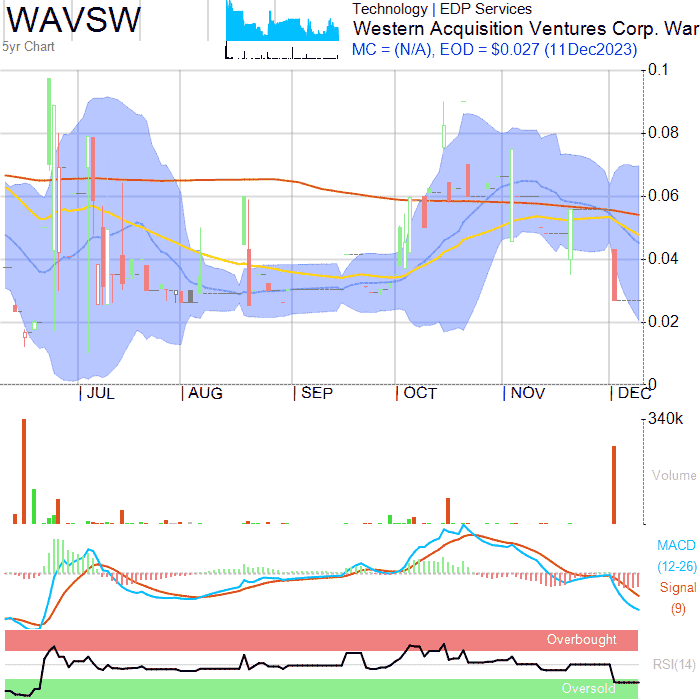 WAVSW
5yr Chart
Technology | EDP Services
Western Acquisition Ventures Corp. War
MC = (N/A), EOD = $0.027 (11Dec2023)
0.1
0.08
0.06
0.04
0.02
0
JUL AUG SEP OCT NOV DEC
340k
Volume
MACD
(12-26)
Signal
(9)
Overbought
RSI(14)
Oversold